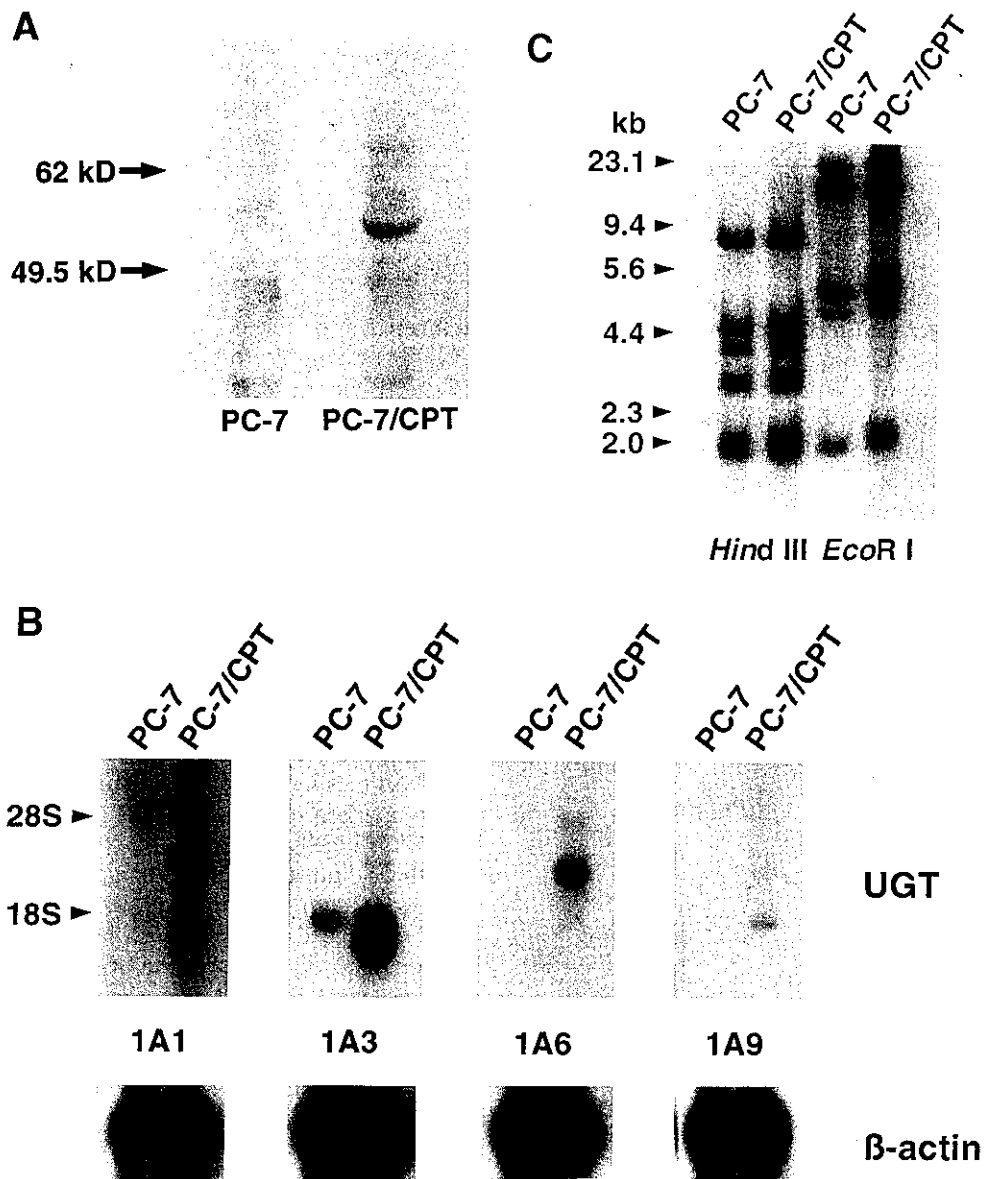 A
62 kD
49.5 kD
PC-7 PC-7/CPT
C
PC-7 PC-7/CPT PC-7 PC-7/CPT
kb
23.1
9.4
5.6
4.4
2.3
2.0
Hind III EcoR I
B
PC-7 PC-7/CPT PC-7 PC-7/CPT PC-7 PC-7/CPT PC-7 PC-7/CPT
28S
18S
UGT
1A1 1A3 1A6 1A9
ß-actin